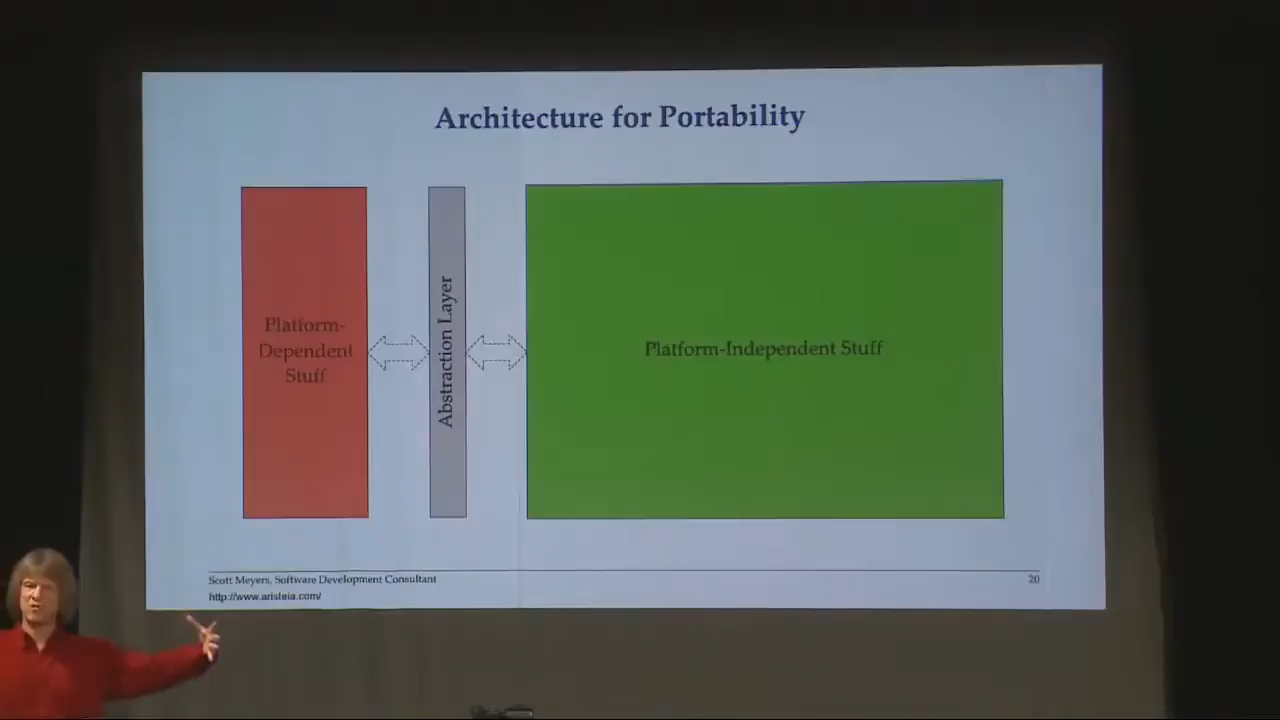 Architecture for Portability
Platform-
Dependent
Stuff
Abstraction Layer
Platform-Independent Stuff
Scott Meyers, Software Development Consultant
http://www.aristeia.com/
20